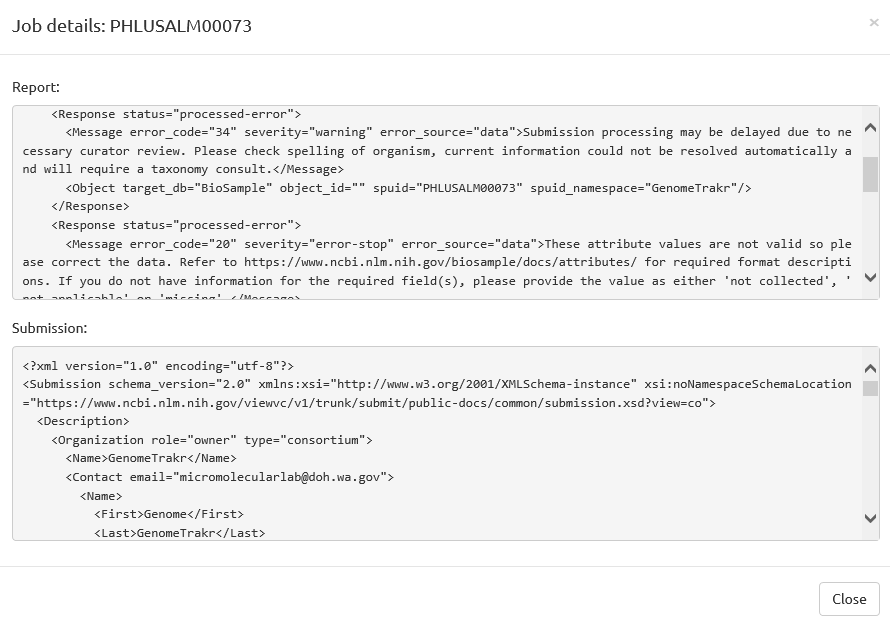 Job details: PHLUSALM00073
×
Report:
<Response status="processed-error">
<Message error_code="34" severity="warning" error_source="data">Submission processing may be delayed due to ne
cessary curator review. Please check spelling of organism, current information could not be resolved automatically a
nd will require a taxonomy consult.</Message>
<Object target_db="BioSample" object_id="" spuid="PHLUSALM00073" spuid_namespace="GenomeTrakr"/>
</Response>
<Response status="processed-error">
<Message error_code="20" severity="error-stop" error_source="data">These attribute values are not valid so ple
ase correct the data. Refer to https://www.ncbi.nlm.nih.gov/biosample/docs/attributes/ for required format descripti
ons. If you do not have information for the required field(s), please provide the value as either 'not collected', '
not applicable' or 'missing'.</Message>
Submission:
<?xml version="1.0" encoding="utf-8"?>
<Submission schema_version="2.0" xmlns:xsi="http://www.w3.org/2001/XMLSchema-instance" xsi:noNamespaceSchemaLocation
="https://www.ncbi.nlm.nih.gov/viewvc/v1/trunk/submit/public-docs/common/submission.xsd?view=co">
<Description>
<Organization role="owner" type="consortium">
<Name>GenomeTrakr</Name>
<Contact email="micromolecularlab@doh.wa.gov">
<Name>
<First>Genome</First>
<Last>GenomeTrakr</Last>
Close